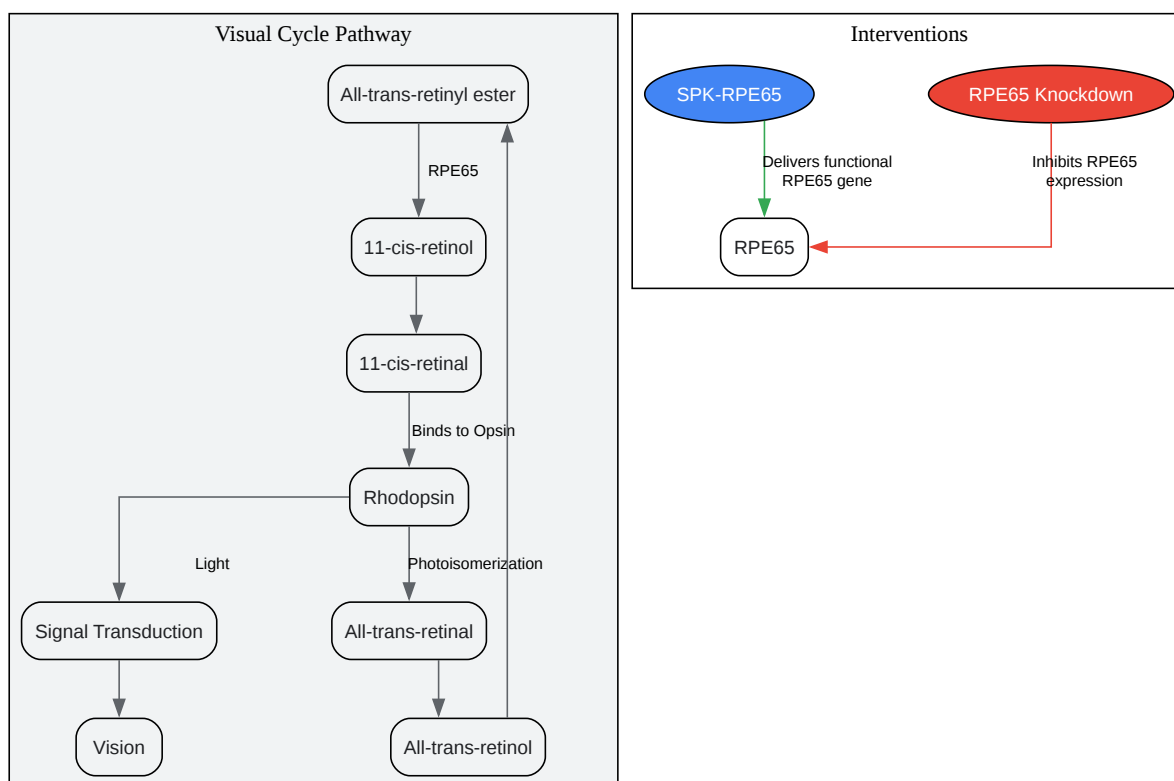 Visual Cycle Pathway
All-trans-retinyl ester
RPE65
11-cis-retinol
11-cis-retinal
Binds to Opsin
Rhodopsin
Light
Photoisomerization
Signal Transduction
All-trans-retinal
Vision
All-trans-retinol
Interventions
SPK-RPE65
RPE65 Knockdown
Delivers functional
RPE65 gene
Inhibits RPE65
expression
RPE65